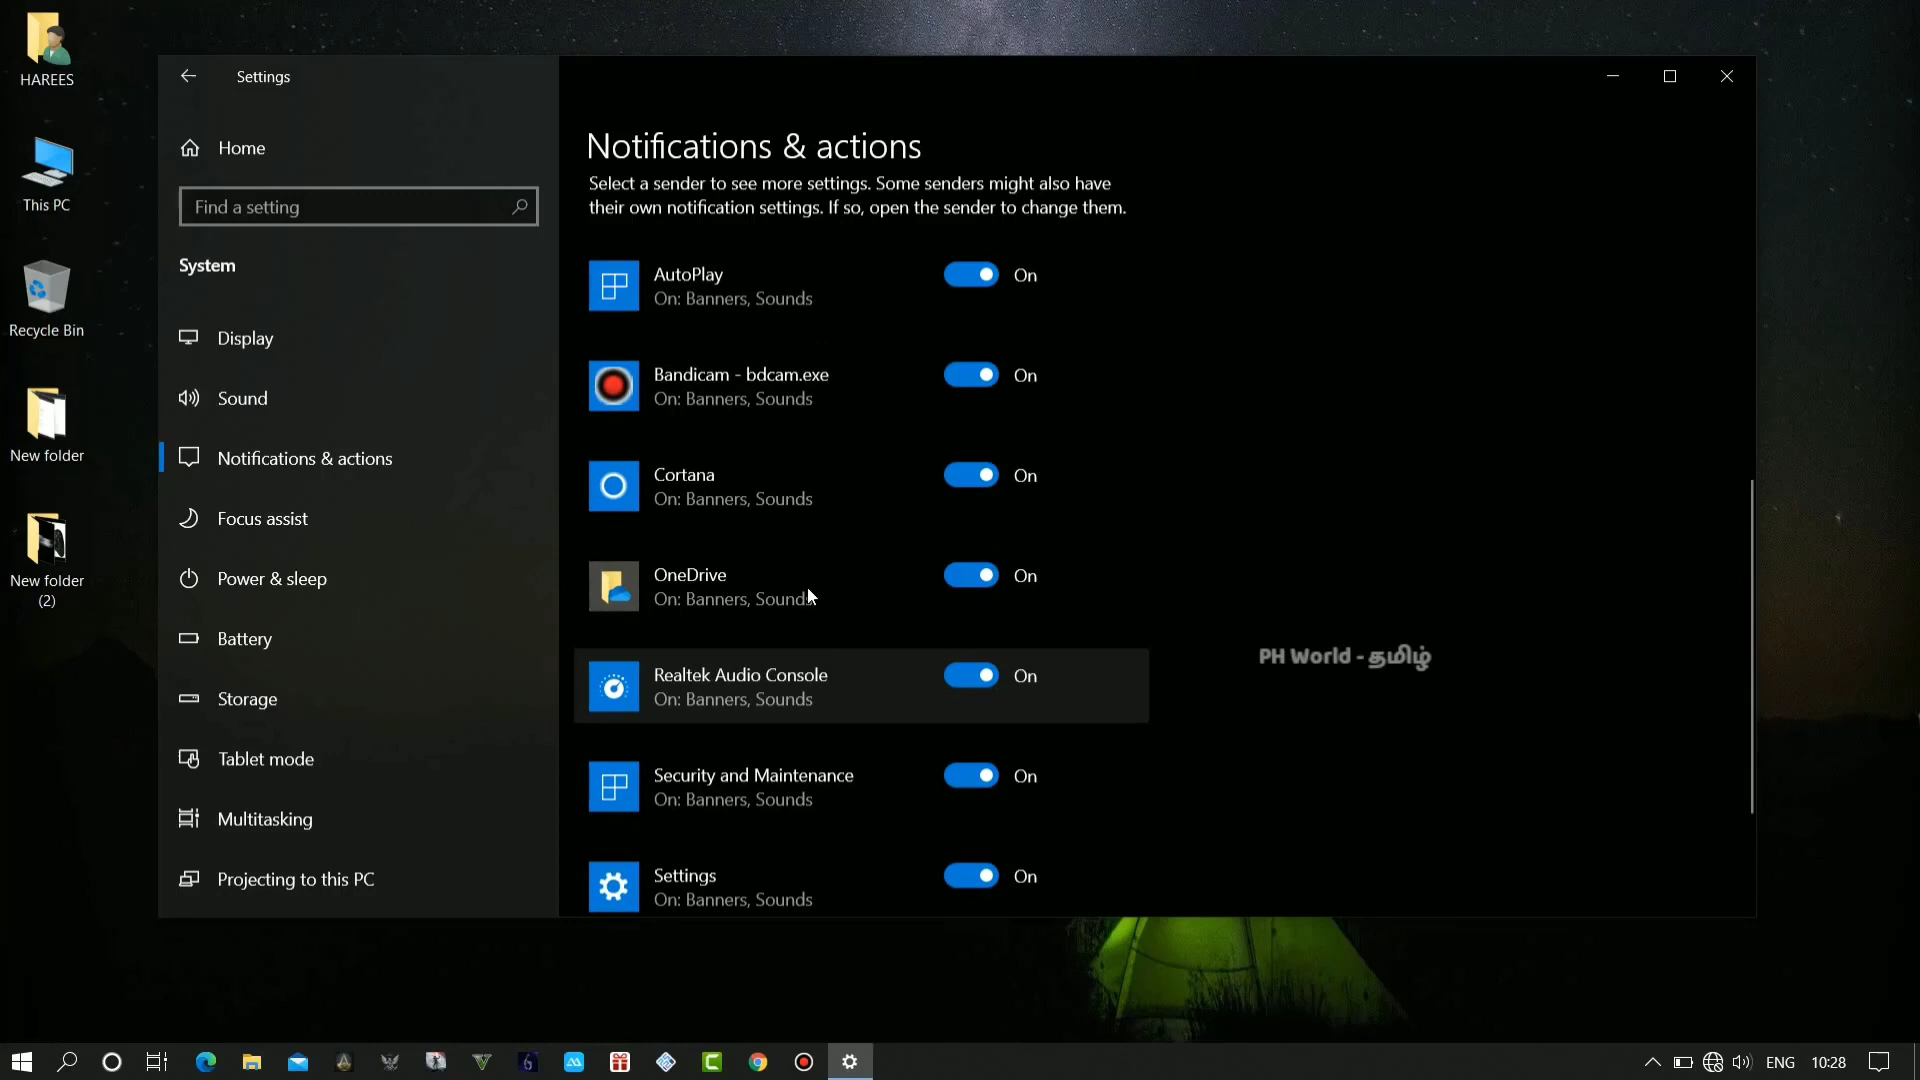 HAREES
This PC
Recycle Bin
New folder
New folder
(2)
Settings
Home
Find a setting
System
Display
Sound
Notifications & actions
Focus assist
Power & sleep
Battery
Storage
Tablet mode
Multitasking
Projecting to this PC
Notifications & actions
Select a sender to see more settings. Some senders might also have
their own notification settings. If so, open the sender to change them.
AutoPlay
On: Banners, Sounds
On
Bandicam - bdcam.exe
On: Banners, Sounds
On
Cortana
On: Banners, Sounds
On
OneDrive
On: Banners, Sounds
On
Realtek Audio Console
On: Banners, Sounds
On
Security and Maintenance
On: Banners, Sounds
On
Settings
On: Banners, Sounds
On
PH World - தமிழ்
ENG
10:28